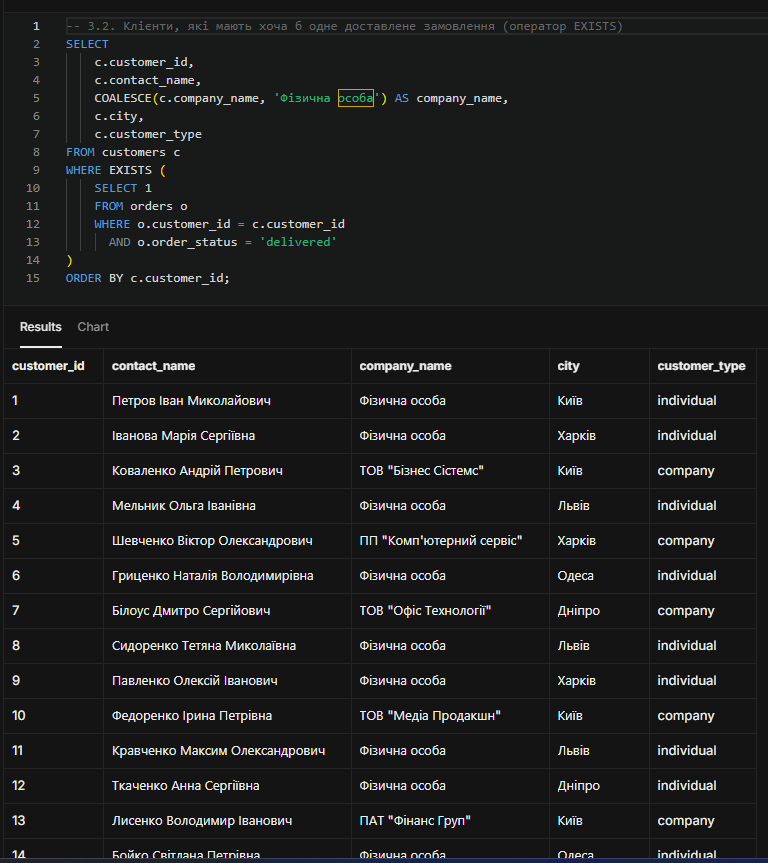 1 -- 3.2. Клієнти, які мають хоча б одне доставлене замовлення (оператор EXISTS)
2 SELECT
3 c.customer_id,
4 c.contact_name,
5 COALESCE(c.company_name, 'Фізична особа') AS company_name,
6 c.city,
7 c.customer_type
8 FROM customers c
9 WHERE EXISTS (
10 SELECT 1
11 FROM orders o
12 WHERE o.customer_id = c.customer_id
13 AND o.order_status = 'delivered'
14 )
15 ORDER BY c.customer_id;
Results Chart
customer_id contact_name company_name city customer_type
1 Петров Іван Миколайович Фізична особа Київ individual
2 Іванова Марія Сергіївна Фізична особа Харків individual
3 Коваленко Андрій Петрович ТОВ "Бізнес Сістемс" Київ company
4 Мельник Ольга Іванівна Фізична особа Львів individual
5 Шевченко Віктор Олександрович ПП "Комп'ютерний сервіс" Харків company
6 Гриценко Наталія Володимирівна Фізична особа Одеса individual
7 Білоус Дмитро Сергійович ТОВ "Офіс Технології" Дніпро company
8 Сидоренко Тетяна Миколаївна Фізична особа Львів individual
9 Павленко Олексій Іванович Фізична особа Харків individual
10 Федоренко Ірина Петрівна ТОВ "Медіа Продакшн" Київ company
11 Кравченко Максим Олександрович Фізична особа Львів individual
12 Ткаченко Анна Сергіївна Фізична особа Дніпро individual
13 Лисенко Володимир Іванович ПАТ "Фінанс Груп" Київ company
14 Бойко Світлана Петрівна Фізична особа Одеса individual